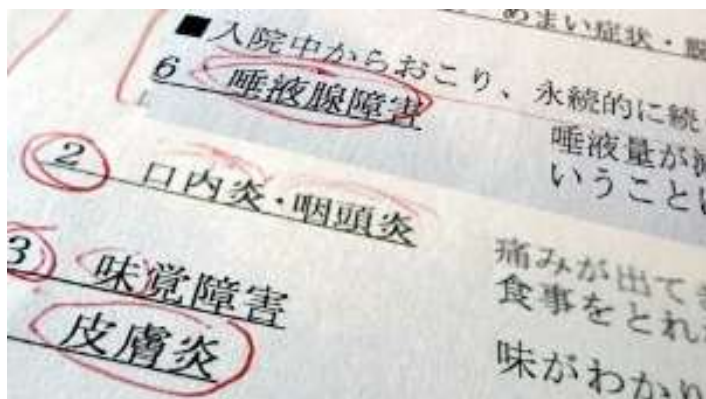 めまい症状・
■入院中からおこり、永続的に続
6 唾液腺障害
唾液量が減
いうこと
2 口内炎・咽頭炎
痛みが出てき
食事をとれ
3 味覚障害
味がわかり
皮膚炎